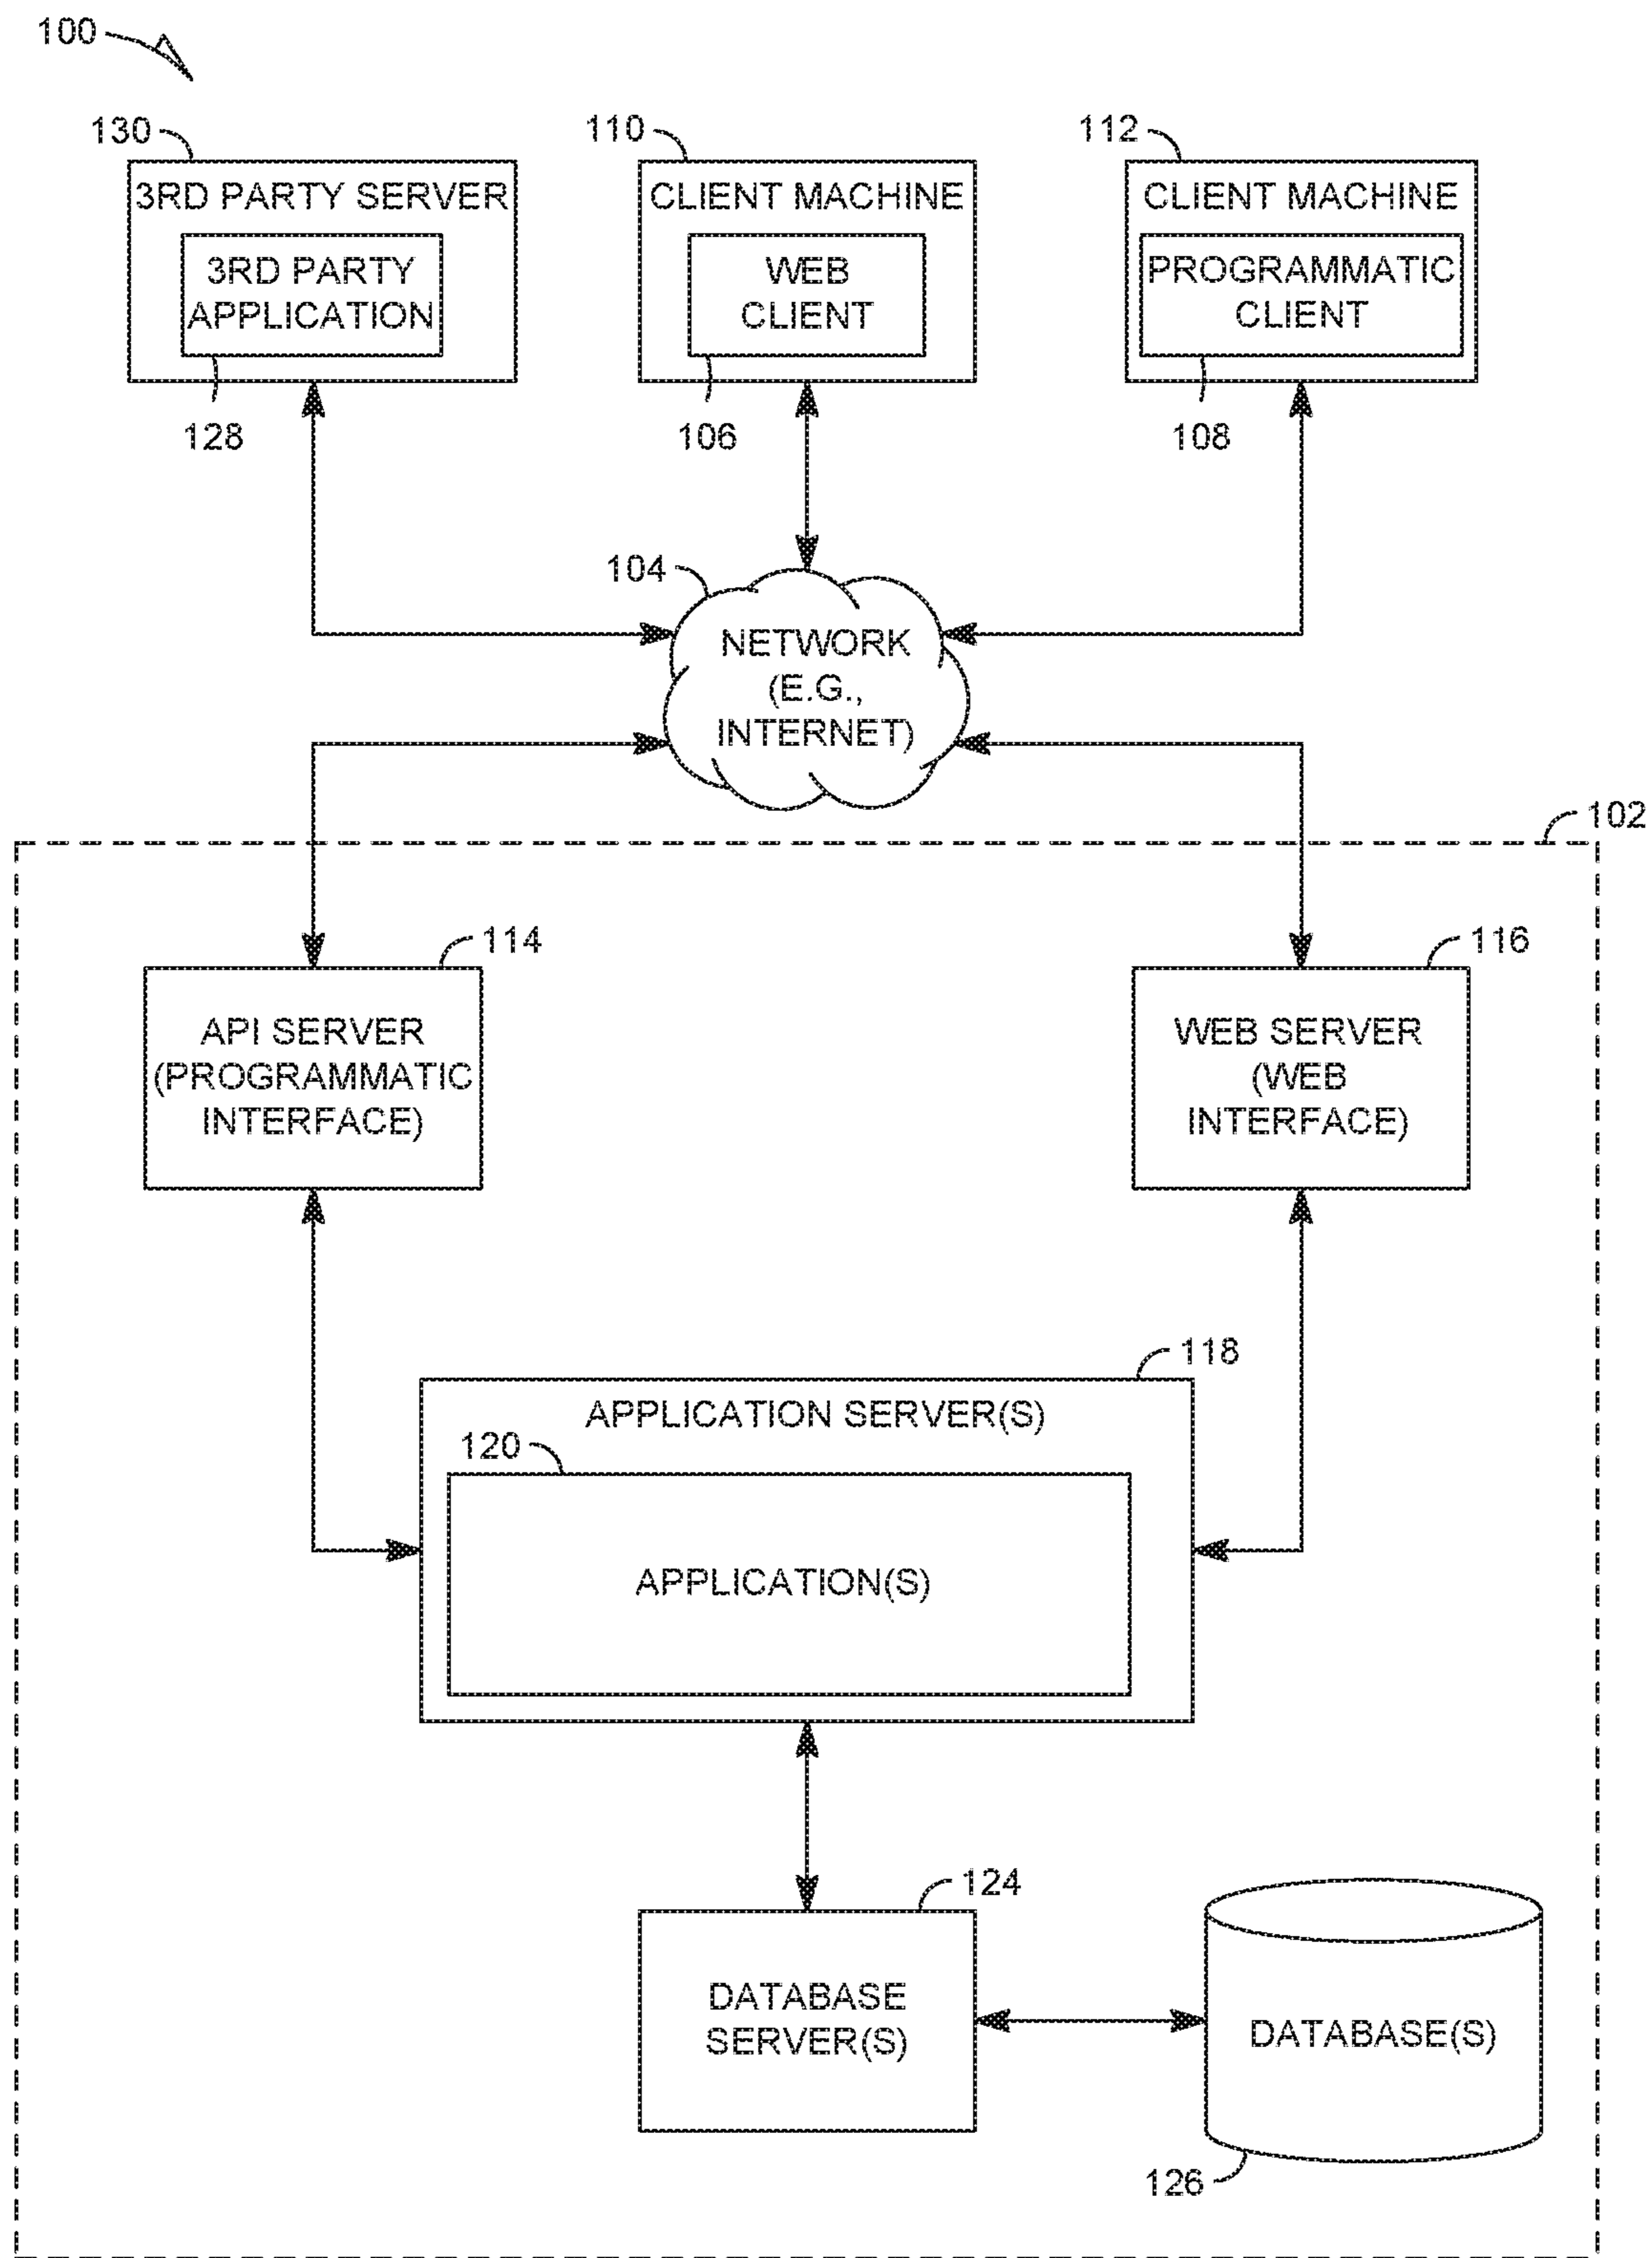 100
130
3RD PARTY SERVER
3RD PARTY
APPLICATION
128
110
CLIENT MACHINE
WEB
CLIENT
106
112
CLIENT MACHINE
PROGRAMMATIC
CLIENT
108
104
NETWORK
(E.G.,
INTERNET)
102
114
API SERVER
(PROGRAMMATIC
INTERFACE)
116
WEB SERVER
(WEB
INTERFACE)
118
APPLICATION SERVER(S)
120
APPLICATION(S)
124
DATABASE
SERVER(S)
DATABASE(S)
126